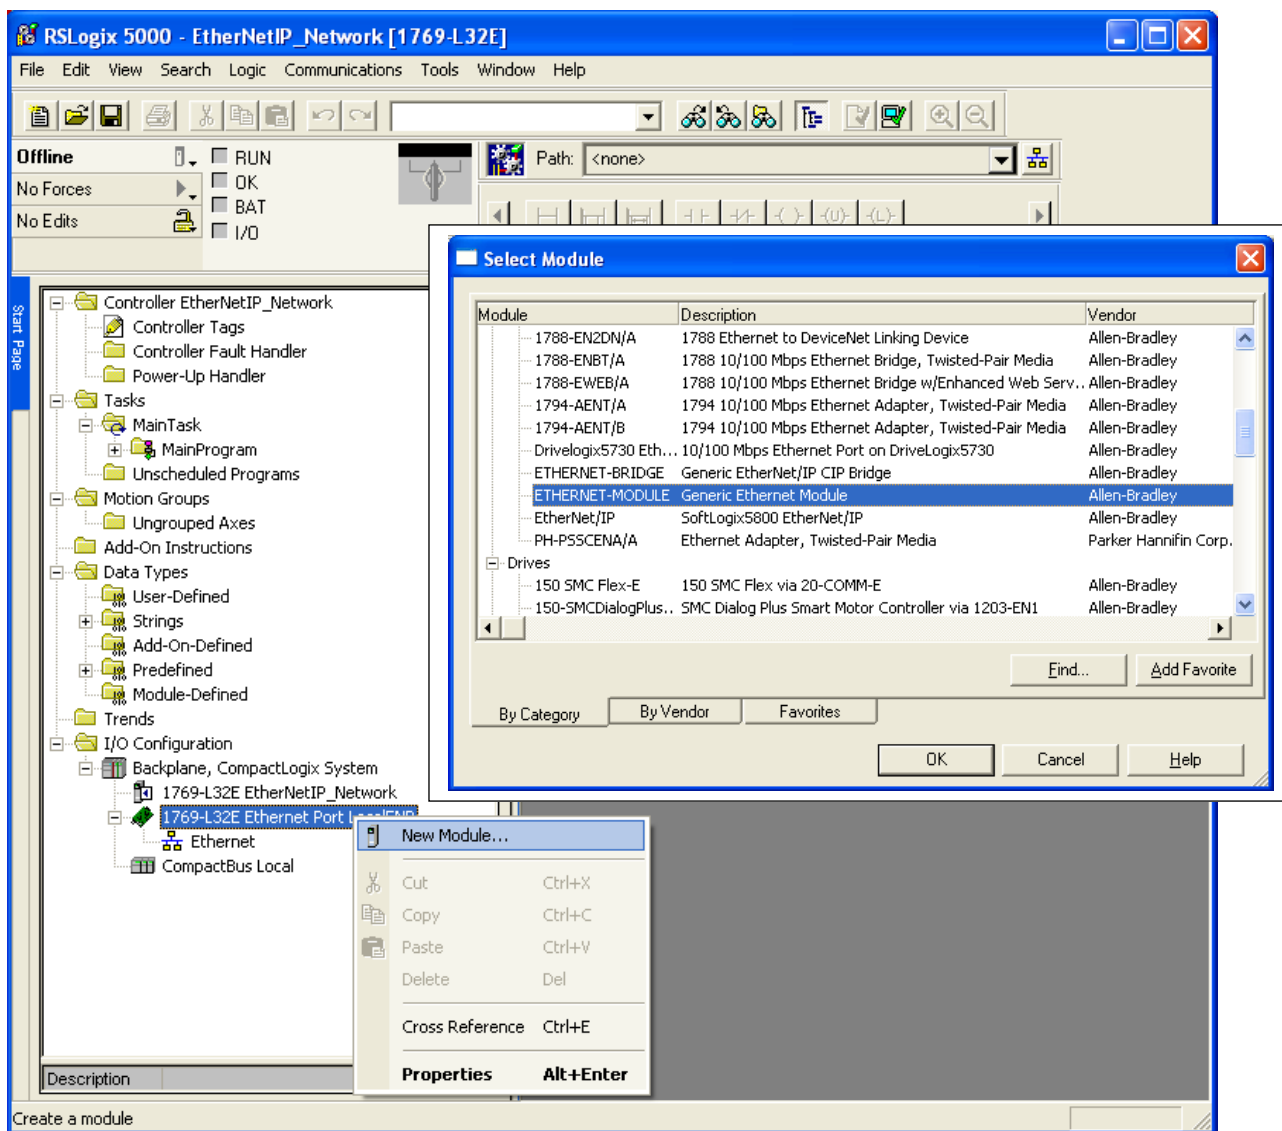 RSLogix 5000 - EtherNetIP_Network [1769-L32E]
File Edit View Search Logic Communications Tools Window Help
Offline
RUN
Path: <none>
No Forces
OK
BAT
No Edits
I/O
Start Page
Controller EtherNetIP_Network
Controller Tags
Controller Fault Handler
Power-Up Handler
Tasks
MainTask
MainProgram
Unscheduled Programs
Motion Groups
Ungrouped Axes
Add-On Instructions
Data Types
User-Defined
Strings
Add-On-Defined
Predefined
Module-Defined
Trends
I/O Configuration
Backplane, CompactLogix System
1769-L32E EtherNetIP_Network
1769-L32E Ethernet Port LocalENB
Ethernet
CompactBus Local
Description
Create a module
Select Module
Module Description Vendor
1788-EN2DN/A 1788 Ethernet to DeviceNet Linking Device Allen-Bradley
1788-ENBT/A 1788 10/100 Mbps Ethernet Bridge, Twisted-Pair Media Allen-Bradley
1788-EWEB/A 1788 10/100 Mbps Ethernet Bridge w/Enhanced Web Serv.. Allen-Bradley
1794-AENT/A 1794 10/100 Mbps Ethernet Adapter, Twisted-Pair Media Allen-Bradley
1794-AENT/B 1794 10/100 Mbps Ethernet Adapter, Twisted-Pair Media Allen-Bradley
Drivelogix5730 Eth... 10/100 Mbps Ethernet Port on DriveLogix5730 Allen-Bradley
ETHERNET-BRIDGE Generic EtherNet/IP CIP Bridge Allen-Bradley
ETHERNET-MODULE Generic Ethernet Module Allen-Bradley
EtherNet/IP SoftLogix5800 EtherNet/IP Allen-Bradley
PH-PSSCENA/A Ethernet Adapter, Twisted-Pair Media Parker Hannifin Corp.
Drives
150 SMC Flex-E 150 SMC Flex via 20-COMM-E Allen-Bradley
150-SMCDialogPlus.. SMC Dialog Plus Smart Motor Controller via 1203-EN1 Allen-Bradley
Find... Add Favorite
By Category By Vendor Favorites
OK Cancel Help
New Module...
Cut Ctrl+X
Copy Ctrl+C
Paste Ctrl+V
Delete Del
Cross Reference Ctrl+E
Properties Alt+Enter